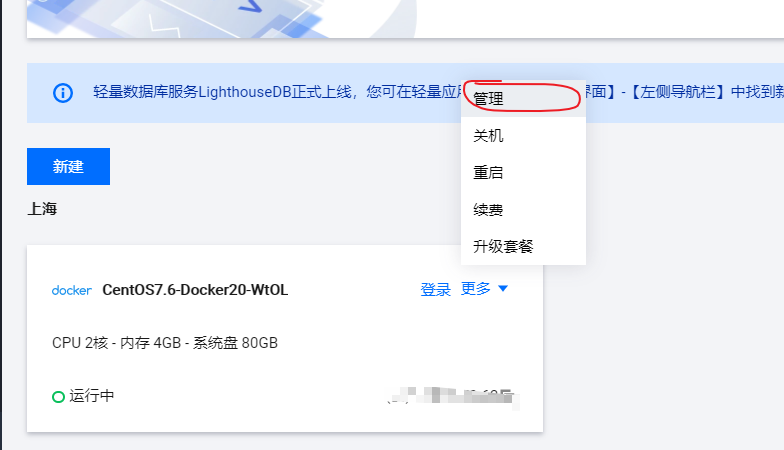 轻量数据库服务LighthouseDB正式上线，您可在轻量应
界面】-【左侧导航栏】中找到新
管理
关机
重启
续费
升级套餐
新建
上海
docker CentOS7.6-Docker20-WtOL 登录 更多
CPU 2核 - 内存 4GB - 系统盘 80GB
运行中